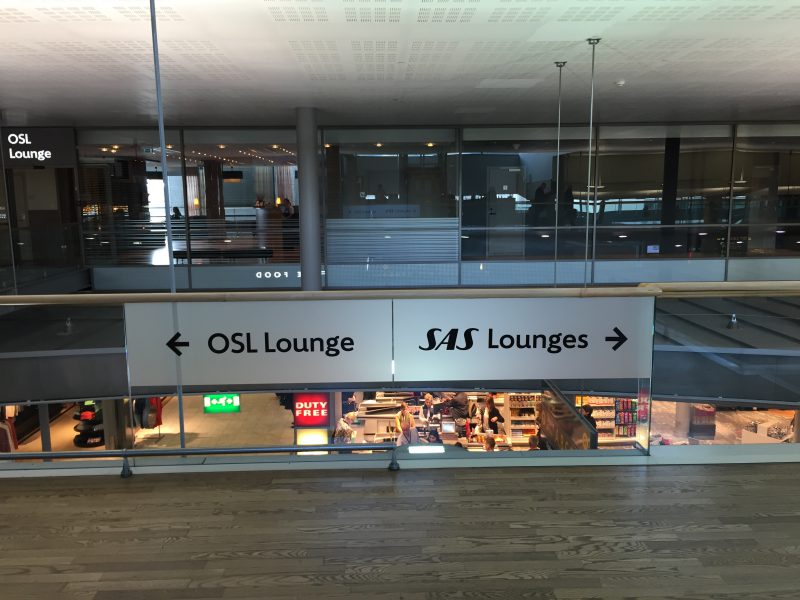 OSL
Lounge
← OSL Lounge
SAS Lounges →
DUTY
FREE